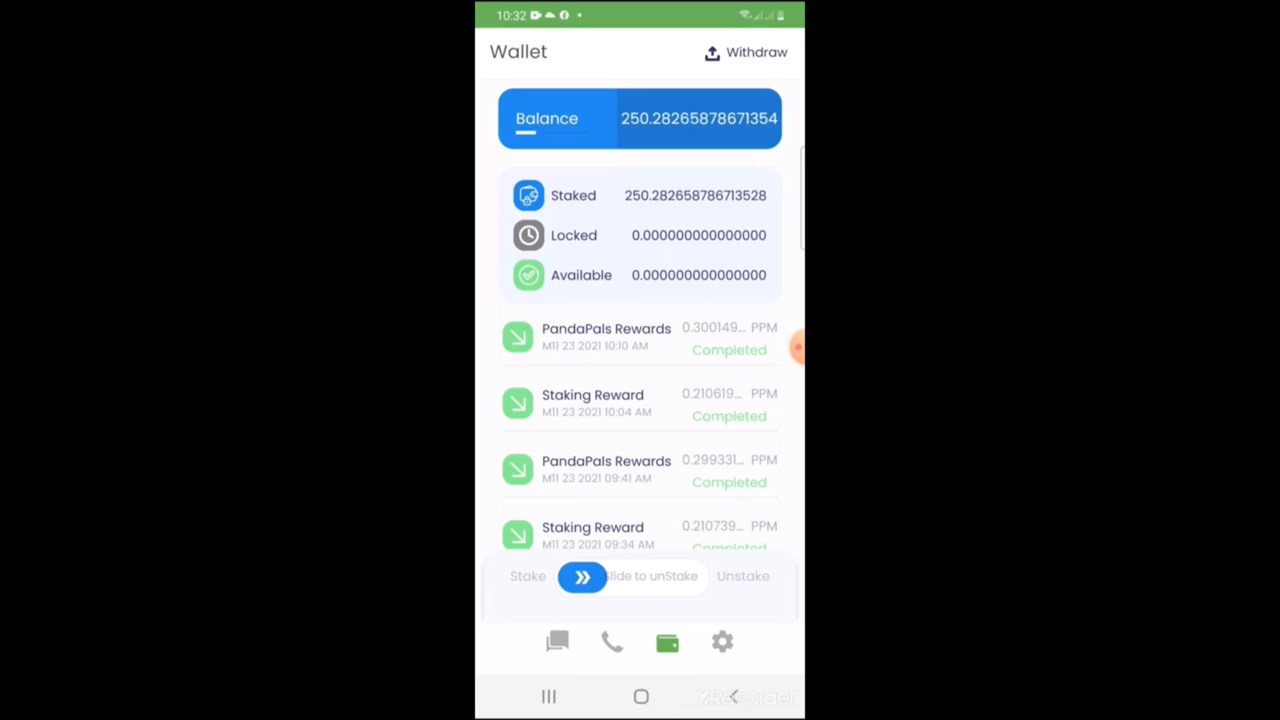 10:32
Wallet
Withdraw
Balance 250.28265878671354
Staked 250.282658786713528
Locked 0.000000000000000
Available 0.000000000000000
PandaPals Rewards 0.300149... PPM
M11 23 2021 10:10 AM Completed
Staking Reward 0.210619... PPM
M11 23 2021 10:04 AM Completed
PandaPals Rewards 0.299331... PPM
M11 23 2021 09:41 AM Completed
Staking Reward 0.210739... PPM
M11 23 2021 09:34 AM Completed
Stake Slide to unStake Unstake
XRecorder